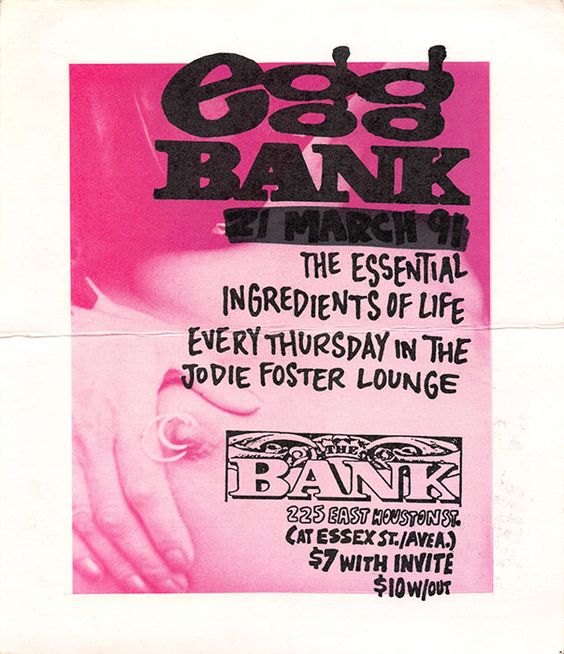 egg
BANK
21 MARCH 91
THE ESSENTIAL
INGREDIENTS OF LIFE
EVERY THURSDAY IN THE
JODIE FOSTER LOUNGE
THE
BANK
225 EAST HOUSTON ST.
(AT ESSEX ST./AVE A.)
$7 WITH INVITE
$10 W/OUT